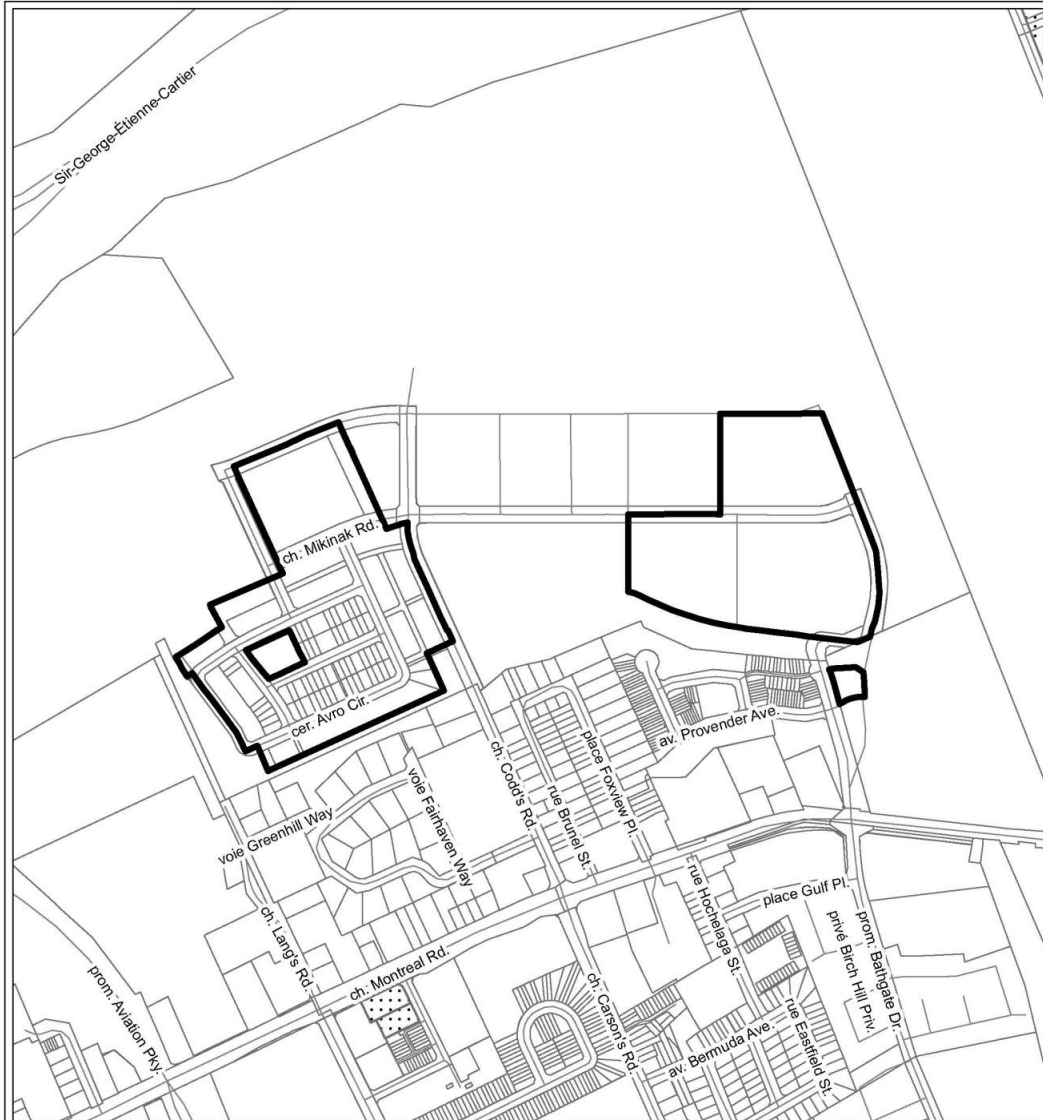 Sir-George-Étienne-Cartier
ch. Mikinak Rd.
cer. Avro Cir.
av. Provender Ave.
place Foxview Pl.
ch. Codd's Rd.
rue Brunel St.
voie Fairhaven Way
voie Greenhill Way
ch. Lang's Rd.
ch. Montreal Rd.
prom. Aviation Pky.
rue Hochelaga St.
place Gulf Pl.
privé Birch Hill Priv.
prom. Bathgate Dr.
ch. Carson's Rd.
av. Bermuda Ave.
rue Eastfield St.